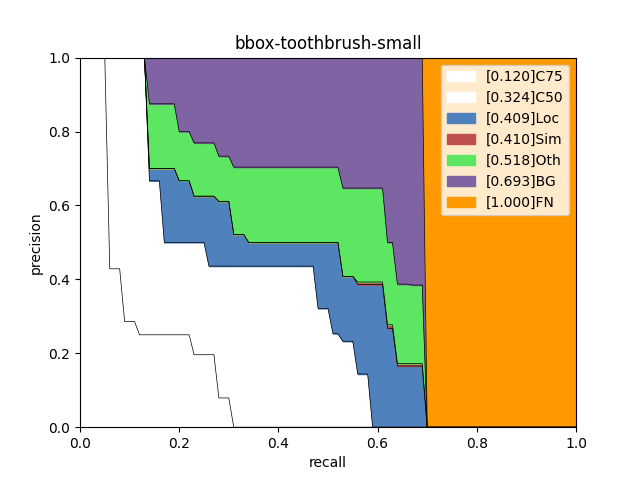 bbox-toothbrush-small
1.0
0.8
0.6
0.4
0.2
0.0
precision
[0.120]C75
[0.324]C50
[0.409]Loc
[0.410]Sim
[0.518]Oth
[0.693]BG
[1.000]FN
0.0 0.2 0.4 0.6 0.8 1.0
recall